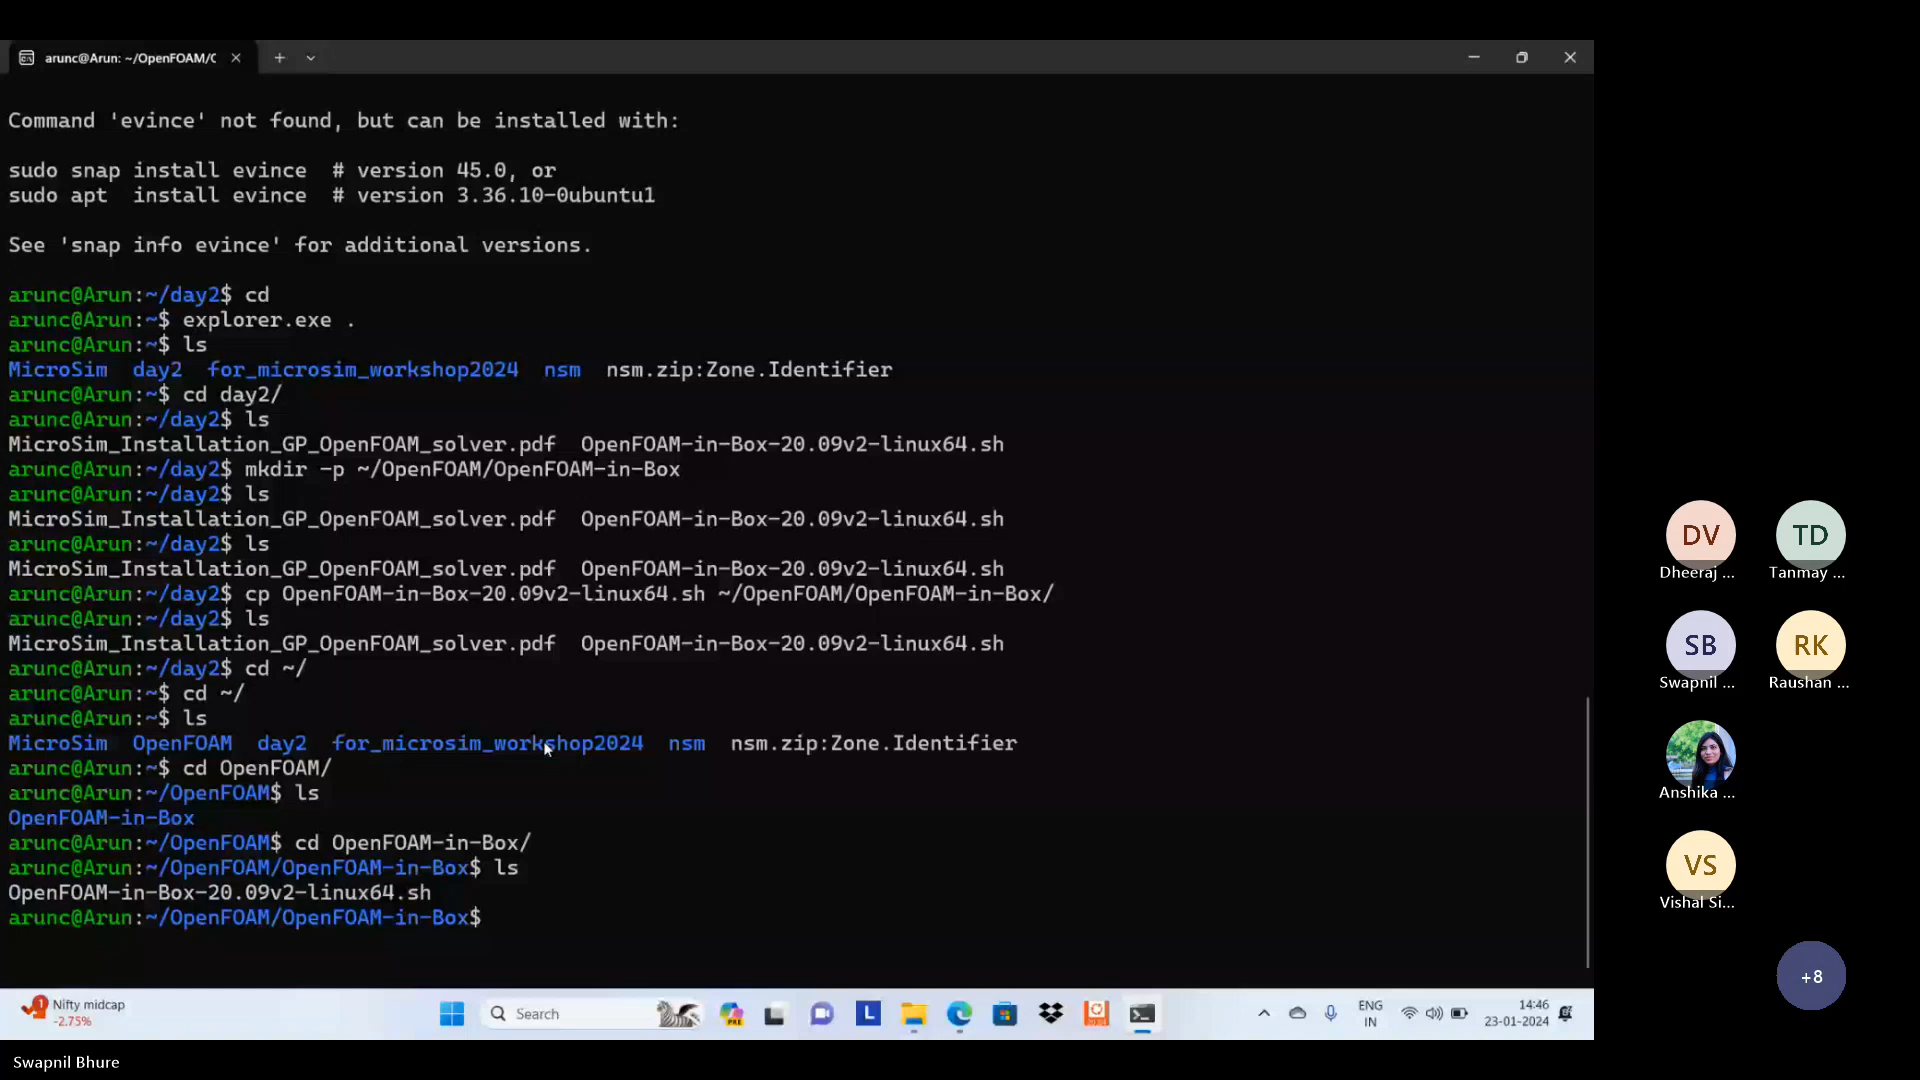 arunc@Arun: ~/OpenFOAM/C
Command 'evince' not found, but can be installed with:
sudo snap install evince  # version 45.0, or
sudo apt  install evince  # version 3.36.10-0ubuntu1
See 'snap info evince' for additional versions.
arunc@Arun:~/day2$ cd
arunc@Arun:~$ explorer.exe .
arunc@Arun:~$ ls
MicroSim  day2  for_microsim_workshop2024  nsm  nsm.zip:Zone.Identifier
arunc@Arun:~$ cd day2/
arunc@Arun:~/day2$ ls
MicroSim_Installation_GP_OpenFOAM_solver.pdf  OpenFOAM-in-Box-20.09v2-linux64.sh
arunc@Arun:~/day2$ mkdir -p ~/OpenFOAM/OpenFOAM-in-Box
arunc@Arun:~/day2$ ls
MicroSim_Installation_GP_OpenFOAM_solver.pdf  OpenFOAM-in-Box-20.09v2-linux64.sh
arunc@Arun:~/day2$ ls
MicroSim_Installation_GP_OpenFOAM_solver.pdf  OpenFOAM-in-Box-20.09v2-linux64.sh
arunc@Arun:~/day2$ cp OpenFOAM-in-Box-20.09v2-linux64.sh ~/OpenFOAM/OpenFOAM-in-Box/
arunc@Arun:~/day2$ ls
MicroSim_Installation_GP_OpenFOAM_solver.pdf  OpenFOAM-in-Box-20.09v2-linux64.sh
arunc@Arun:~/day2$ cd ~/
arunc@Arun:~$ cd ~/
arunc@Arun:~$ ls
MicroSim  OpenFOAM  day2  for_microsim_workshop2024  nsm  nsm.zip:Zone.Identifier
arunc@Arun:~$ cd OpenFOAM/
arunc@Arun:~/OpenFOAM$ ls
OpenFOAM-in-Box
arunc@Arun:~/OpenFOAM$ cd OpenFOAM-in-Box/
arunc@Arun:~/OpenFOAM/OpenFOAM-in-Box$ ls
OpenFOAM-in-Box-20.09v2-linux64.sh
arunc@Arun:~/OpenFOAM/OpenFOAM-in-Box$
DV
TD
Dheeraj ...
Tanmay ...
SB
RK
Swapnil ...
Raushan ...
Anshika ...
VS
Vishal Si...
+8
1
Nifty midcap
-2.75%
Search
PRE
L
ENG
IN
14:46
23-01-2024
Swapnil Bhure